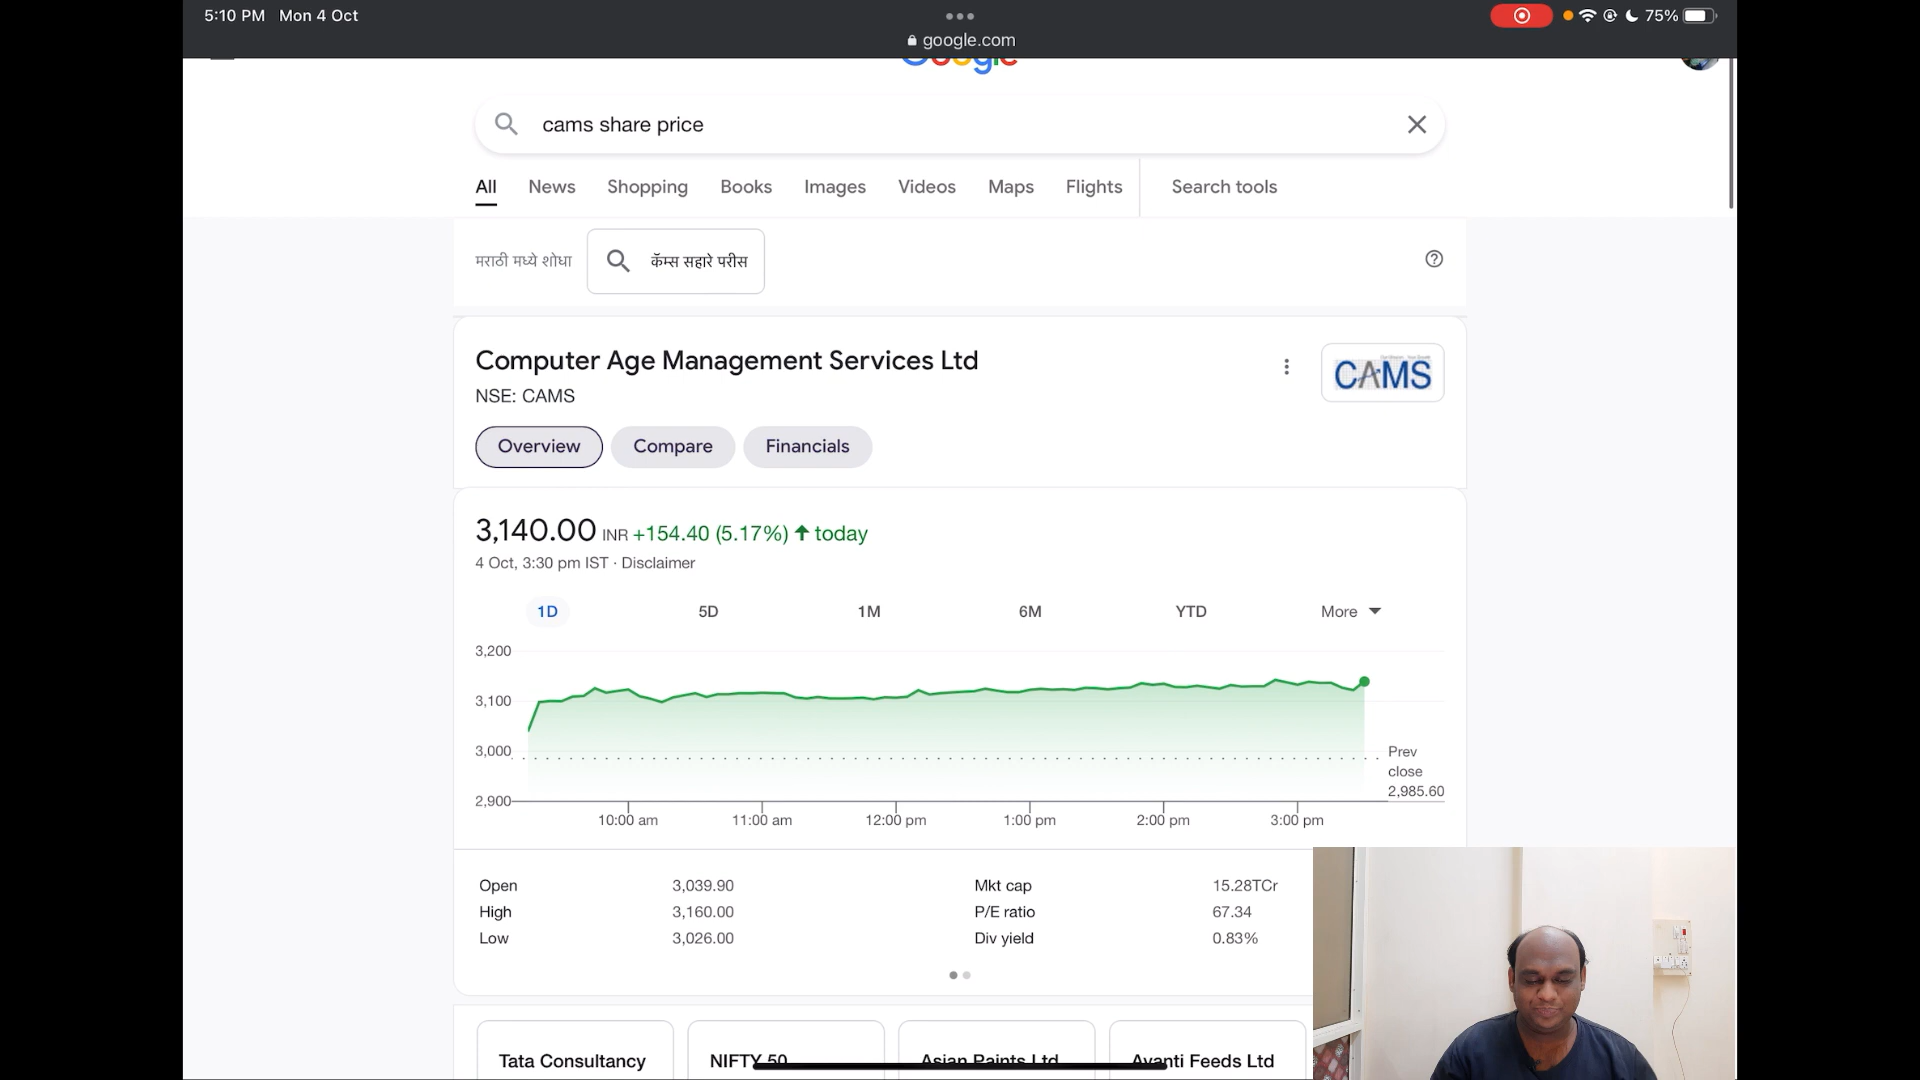 5:10 PM Mon 4 Oct
75%
google.com
Google
cams share price
All News Shopping Books Images Videos Maps Flights Search tools
मराठी मध्ये शोधा कॅम्स सहारे परीस
Computer Age Management Services Ltd
NSE: CAMS
CAMS
Overview Compare Financials
3,140.00 INR +154.40 (5.17%) ↑ today
4 Oct, 3:30 pm IST · Disclaimer
1D 5D 1M 6M YTD More
3,200
3,100
3,000
2,900
Prev
close
2,985.60
10:00 am 11:00 am 12:00 pm 1:00 pm 2:00 pm 3:00 pm
Open 3,039.90 Mkt cap 15.28TCr
High 3,160.00 P/E ratio 67.34
Low 3,026.00 Div yield 0.83%
Tata Consultancy NIFTY 50 Asian Paints Ltd Avanti Feeds Ltd